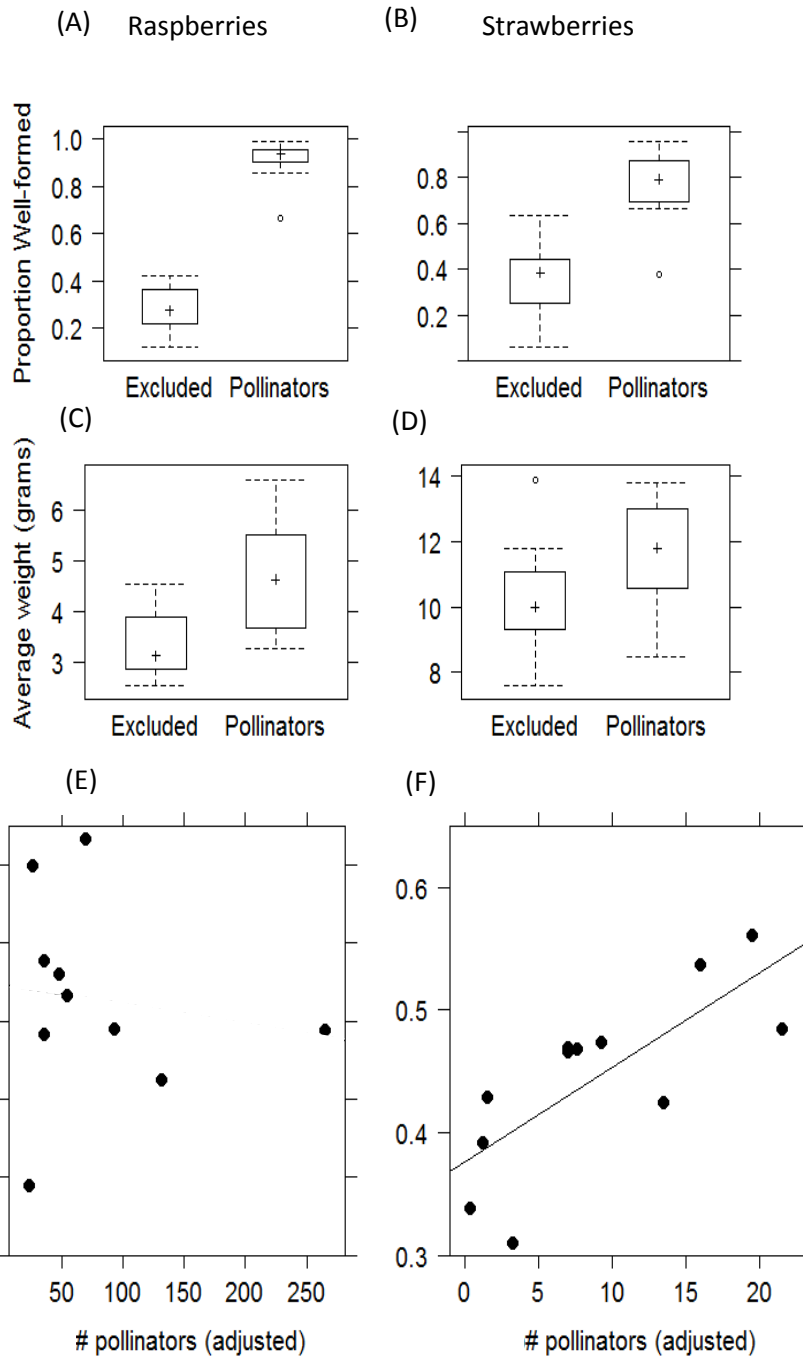 (A) Raspberries
(B) Strawberries
Proportion Well-formed
1.0
0.8
0.6
0.4
0.2
Excluded Pollinators
0.8
0.6
0.4
0.2
Excluded Pollinators
(C)
(D)
Average weight (grams)
6
5
4
3
Excluded Pollinators
14
12
10
8
Excluded Pollinators
(E)
(F)
50 100 150 200 250
# pollinators (adjusted)
0.6
0.5
0.4
0.3
0 5 10 15 20
# pollinators (adjusted)